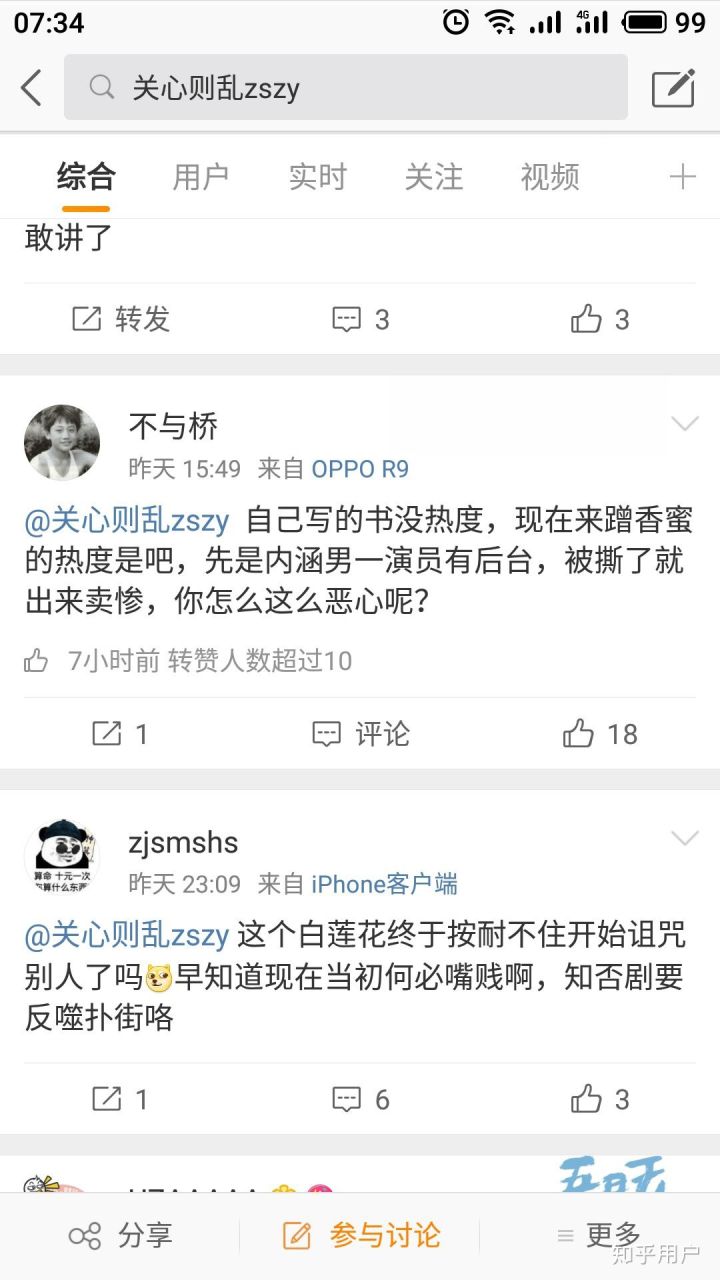 07:34
4G
99
关心则乱zszy
综合 用户 实时 关注 视频
敢讲了
转发 3 3
不与桥
昨天 15:49 来自 OPPO R9
@关心则乱zszy 自己写的书没热度，现在来蹭香蜜
的热度是吧，先是内涵男一演员有后台，被撕了就
出来卖惨，你怎么这么恶心呢？
7小时前 转赞人数超过10
1 评论 18
zjsmshs
算命 十元一次
昨天 23:09 来自 iPhone客户端
@关心则乱zszy 这个白莲花终于按耐不住开始诅咒
别人了吗早知道现在当初何必嘴贱啊，知否剧要
反噬扑街咯
1 6 3
五月天
分享 参与讨论 更多
知乎用户